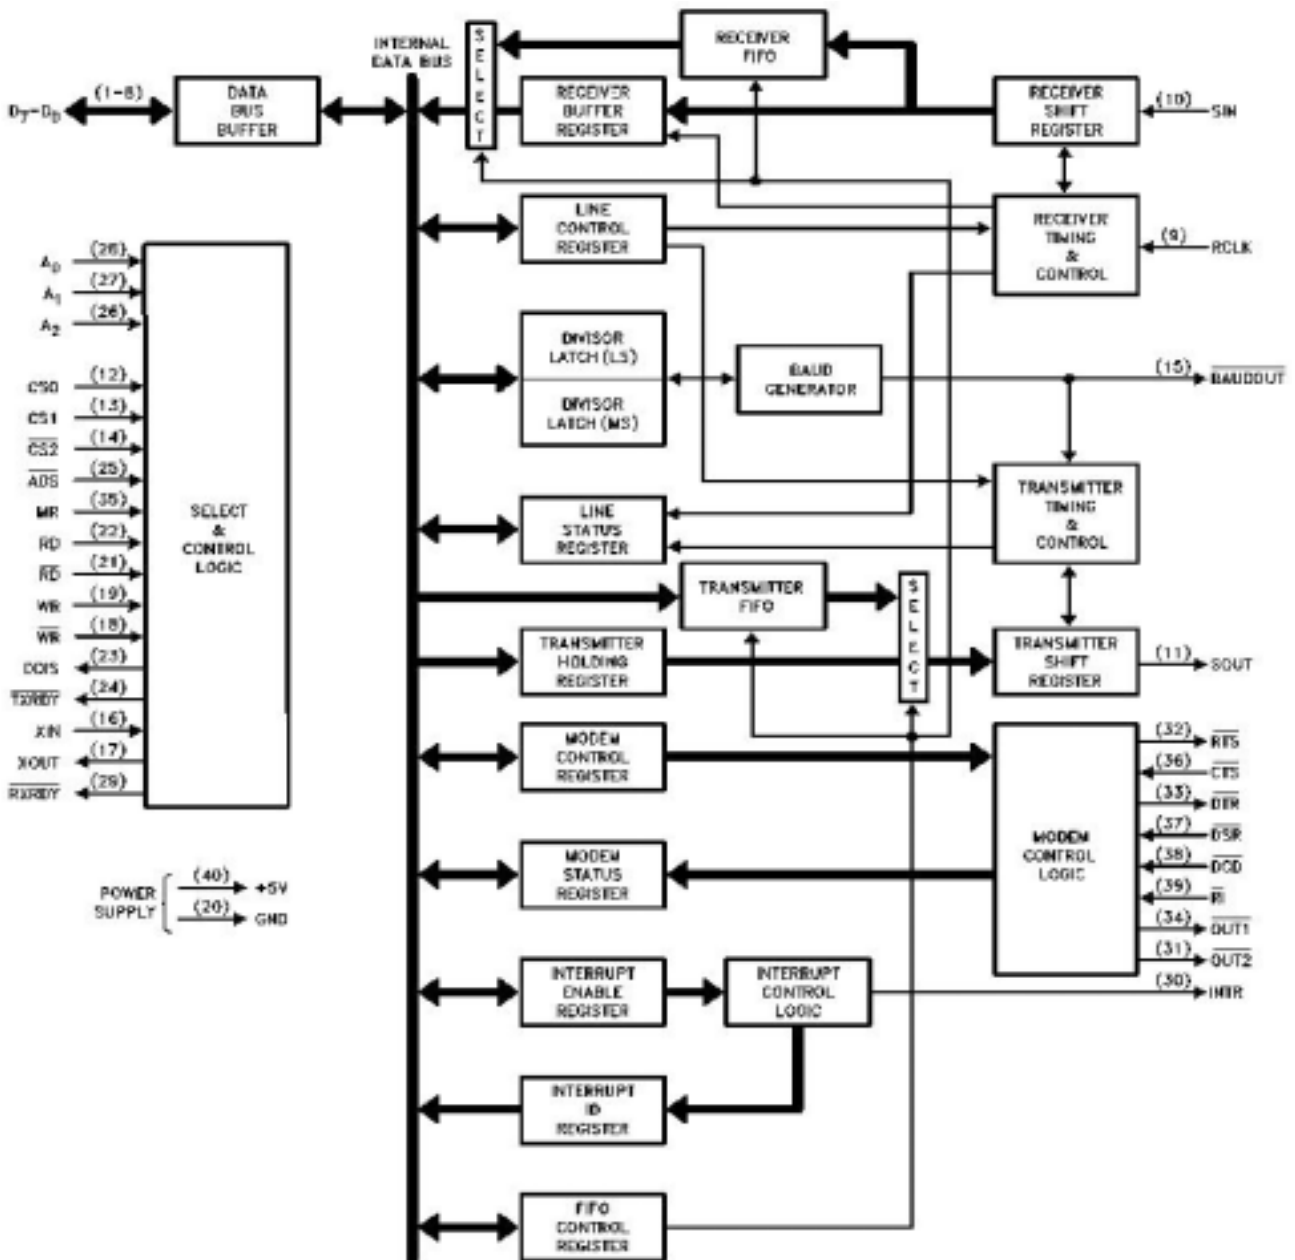 INTERNAL
DATA BUS
SELECT
RECEIVER
FIFO
D7-D0
(1-8)
DATA
BUS
BUFFER
RECEIVER
BUFFER
REGISTER
RECEIVER
SHIFT
REGISTER
(10)
SIN
LINE
CONTROL
REGISTER
RECEIVER
TIMING
&
CONTROL
(9)
RCLK
A0
(28)
A1
(27)
A2
(26)
CS0
(12)
CS1
(13)
CS2
(14)
ADS
(25)
MR
(35)
RD
(22)
RD
(21)
WR
(19)
WR
(18)
DDIS
(23)
TXRDY
(24)
XIN
(16)
XOUT
(17)
RXRDY
(29)
SELECT
&
CONTROL
LOGIC
DIVISOR
LATCH (LS)
DIVISOR
LATCH (MS)
BAUD
GENERATOR
(15)
BAUDOUT
LINE
STATUS
REGISTER
TRANSMITTER
TIMING
&
CONTROL
TRANSMITTER
FIFO
SELECT
TRANSMITTER
HOLDING
REGISTER
TRANSMITTER
SHIFT
REGISTER
(11)
SOUT
MODEM
CONTROL
REGISTER
MODEM
STATUS
REGISTER
MODEM
CONTROL
LOGIC
(32)
RTS
(36)
CTS
(33)
DTR
(37)
DSR
(38)
DCD
(39)
RI
(34)
OUT1
(31)
OUT2
(30)
INTR
POWER
SUPPLY
(40)
+5V
(20)
GND
INTERRUPT
ENABLE
REGISTER
INTERRUPT
CONTROL
LOGIC
INTERRUPT
ID
REGISTER
FIFO
CONTROL
REGISTER